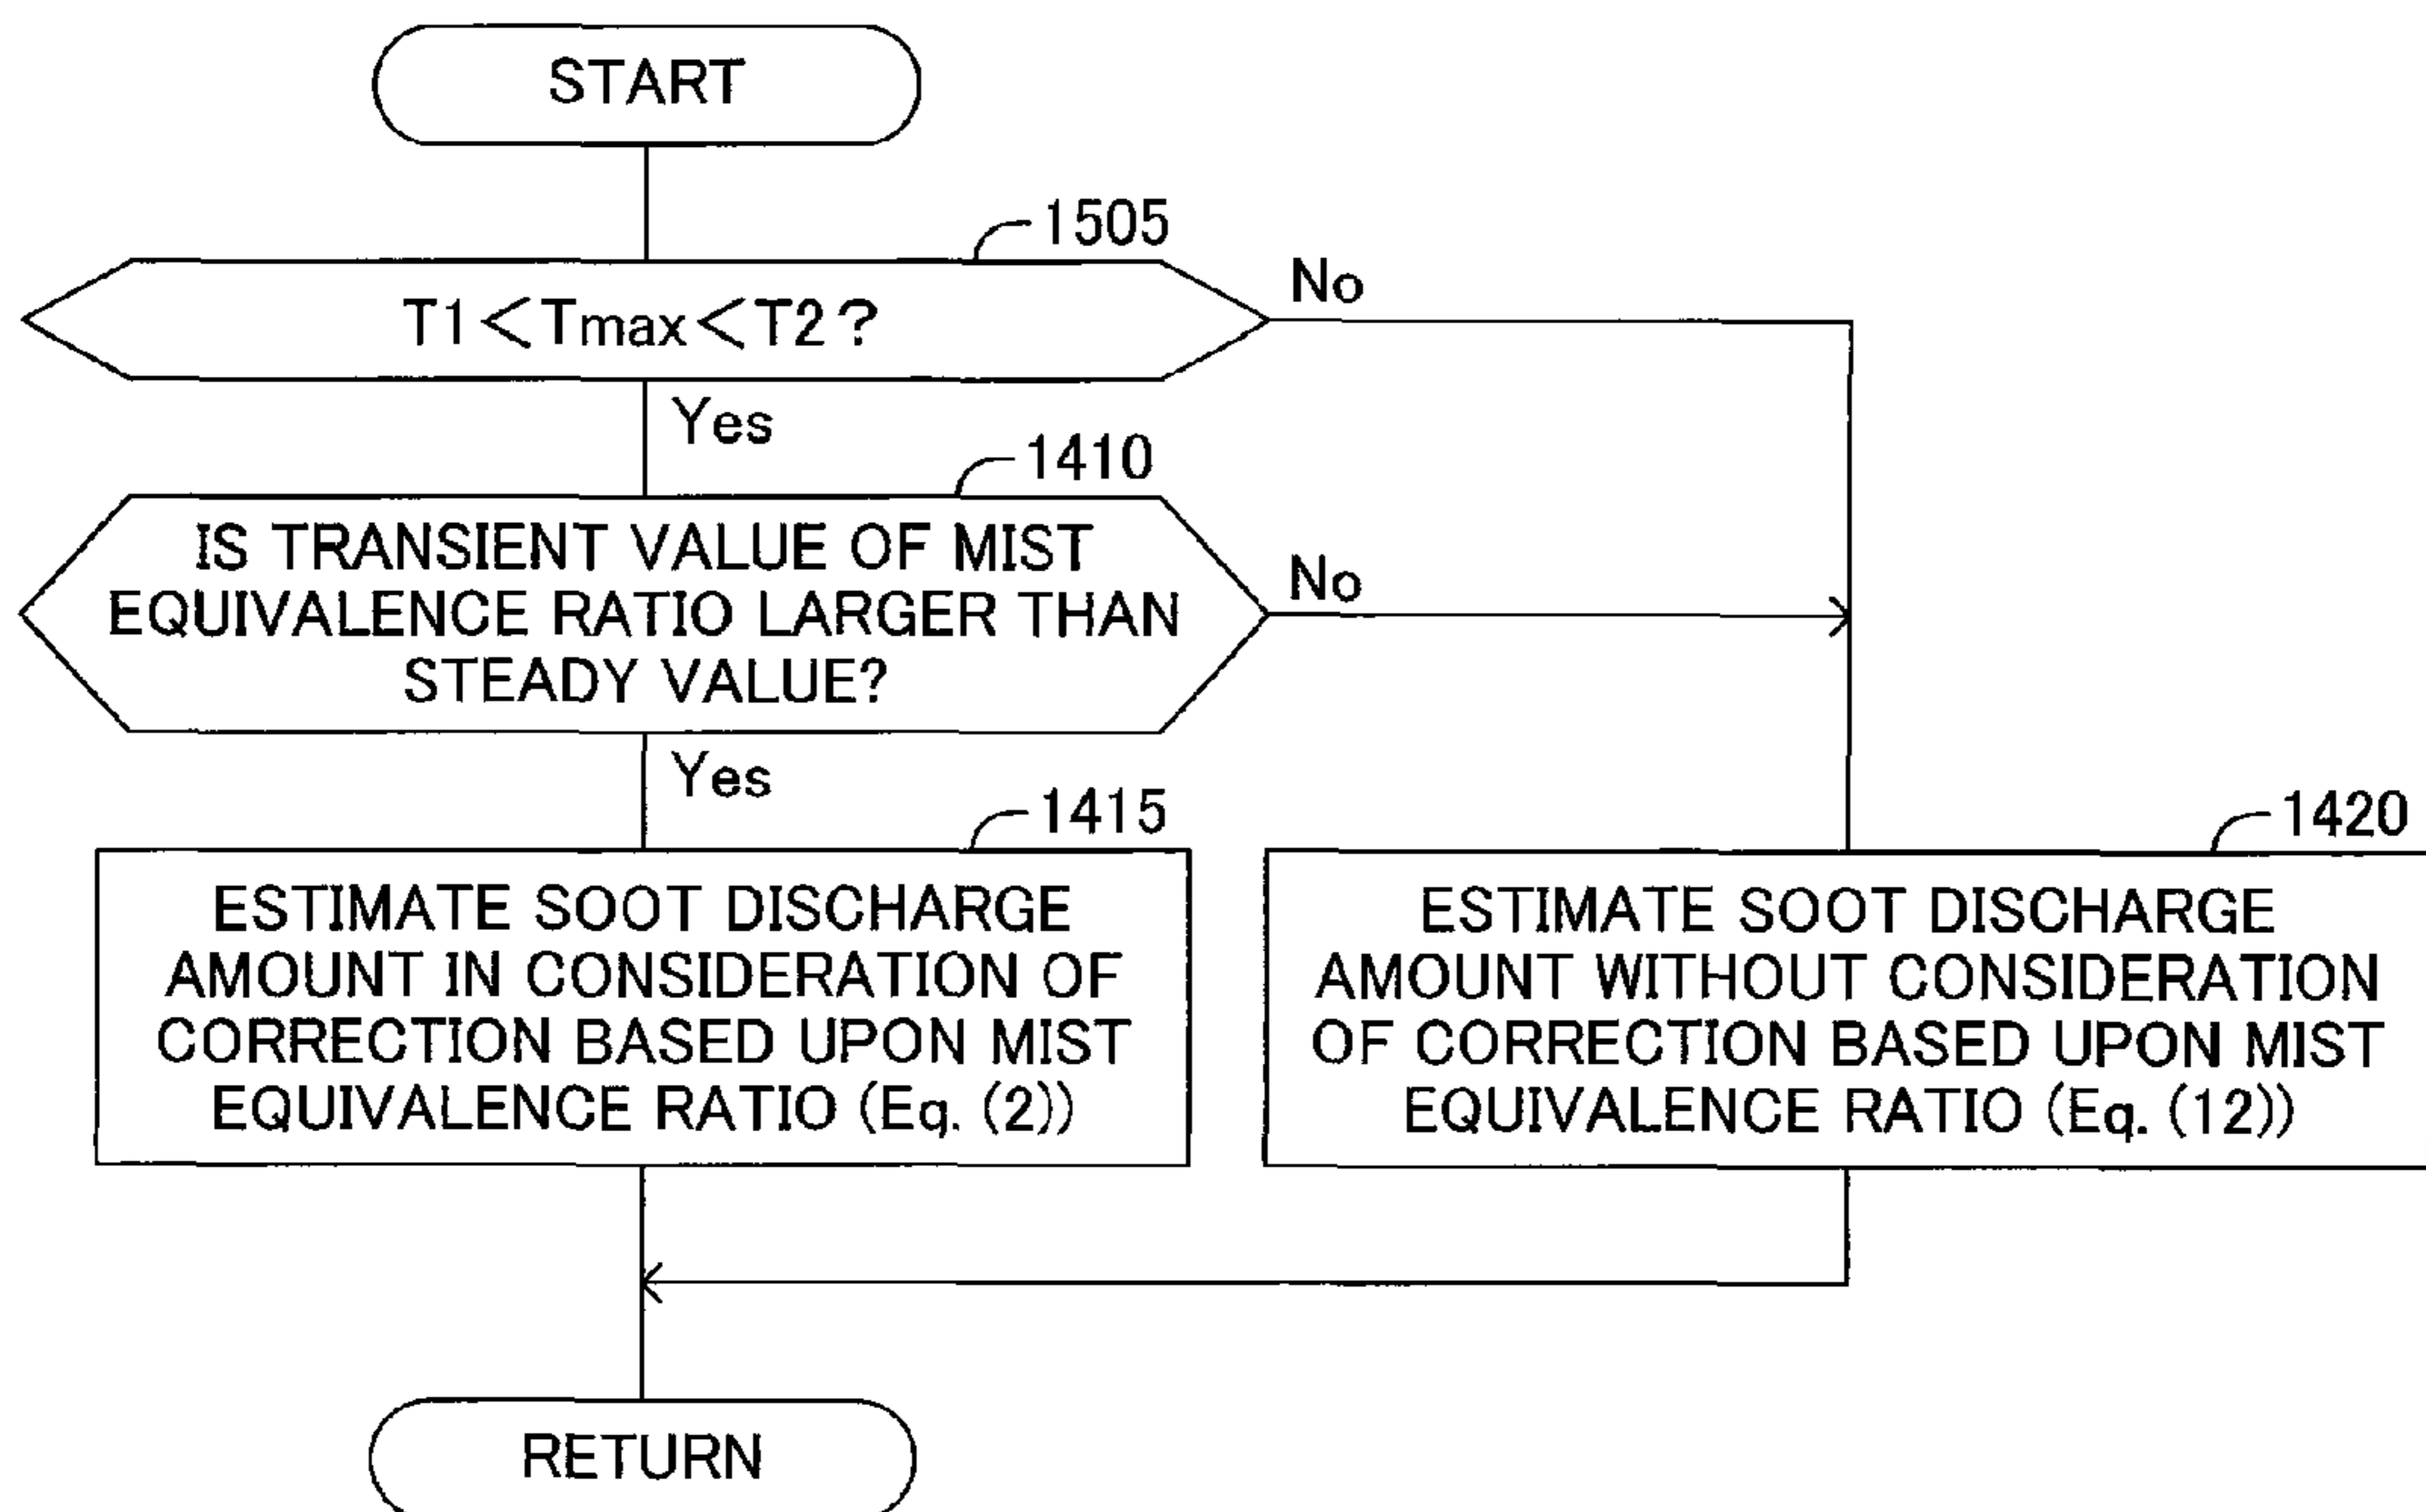 START
1505
T1<Tmax<T2?
No
Yes
1410
IS TRANSIENT VALUE OF MIST
EQUIVALENCE RATIO LARGER THAN
STEADY VALUE?
No
Yes
1415
ESTIMATE SOOT DISCHARGE
AMOUNT IN CONSIDERATION OF
CORRECTION BASED UPON MIST
EQUIVALENCE RATIO (Eq. (2))
1420
ESTIMATE SOOT DISCHARGE
AMOUNT WITHOUT CONSIDERATION
OF CORRECTION BASED UPON MIST
EQUIVALENCE RATIO (Eq. (12))
RETURN